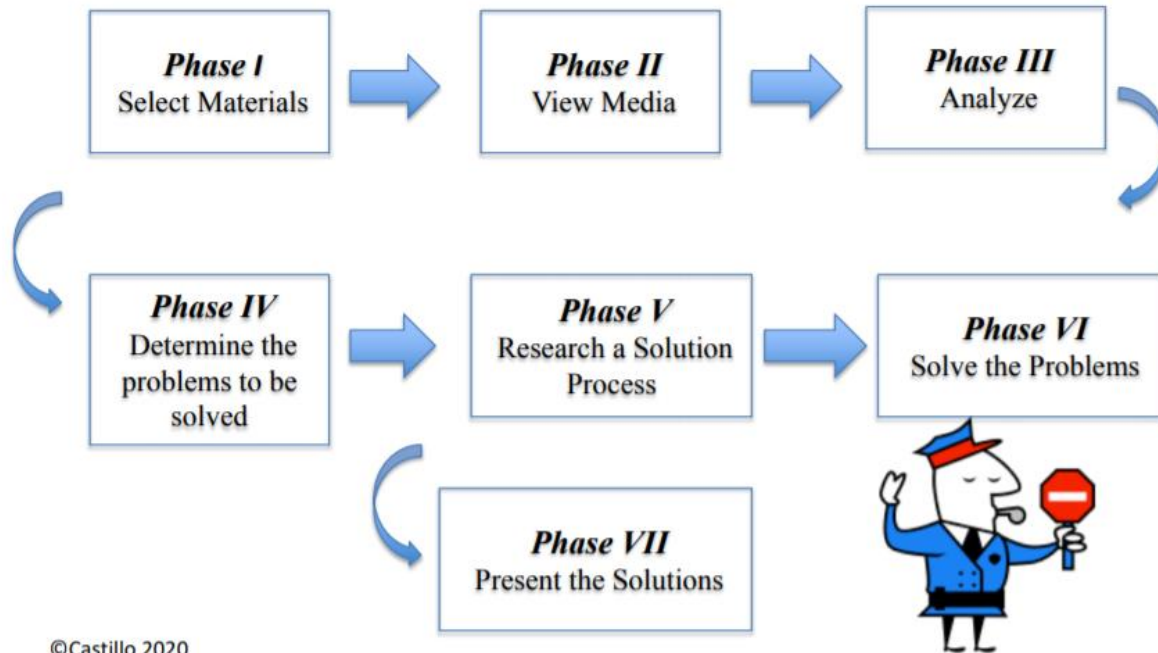 Phase I
Select Materials
Phase II
View Media
Phase III
Analyze
Phase IV
Determine the
problems to be
solved
Phase V
Research a Solution
Process
Phase VI
Solve the Problems
Phase VII
Present the Solutions
©Castillo 2020